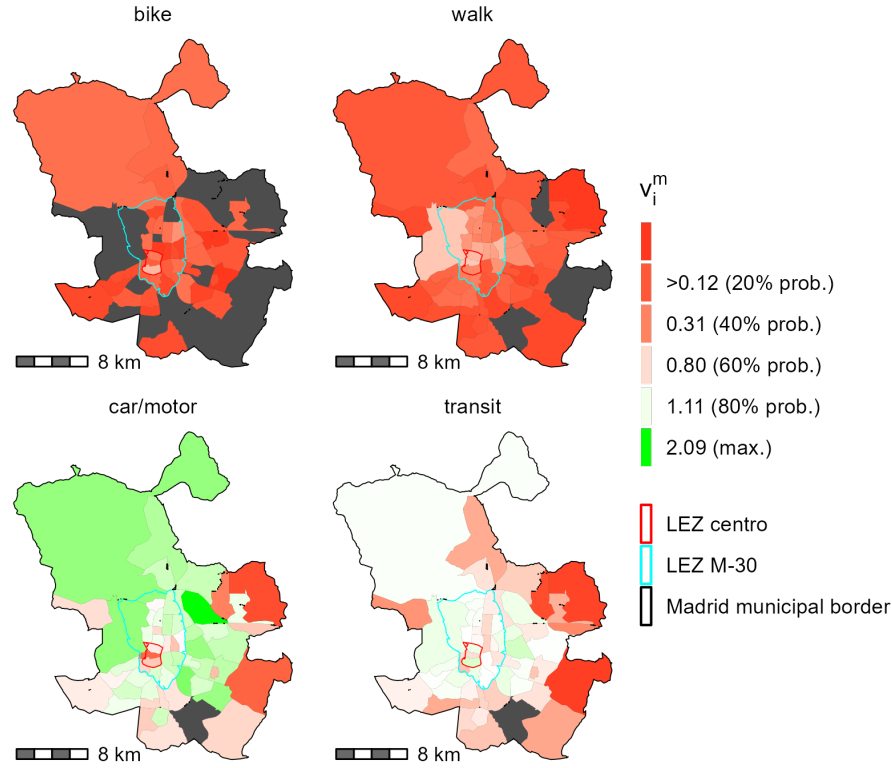 bike
walk
8 km
8 km
car/motor
transit
8 km
8 km
v_i^m
>0.12 (20% prob.)
0.31 (40% prob.)
0.80 (60% prob.)
1.11 (80% prob.)
2.09 (max.)
LEZ centro
LEZ M-30
Madrid municipal border